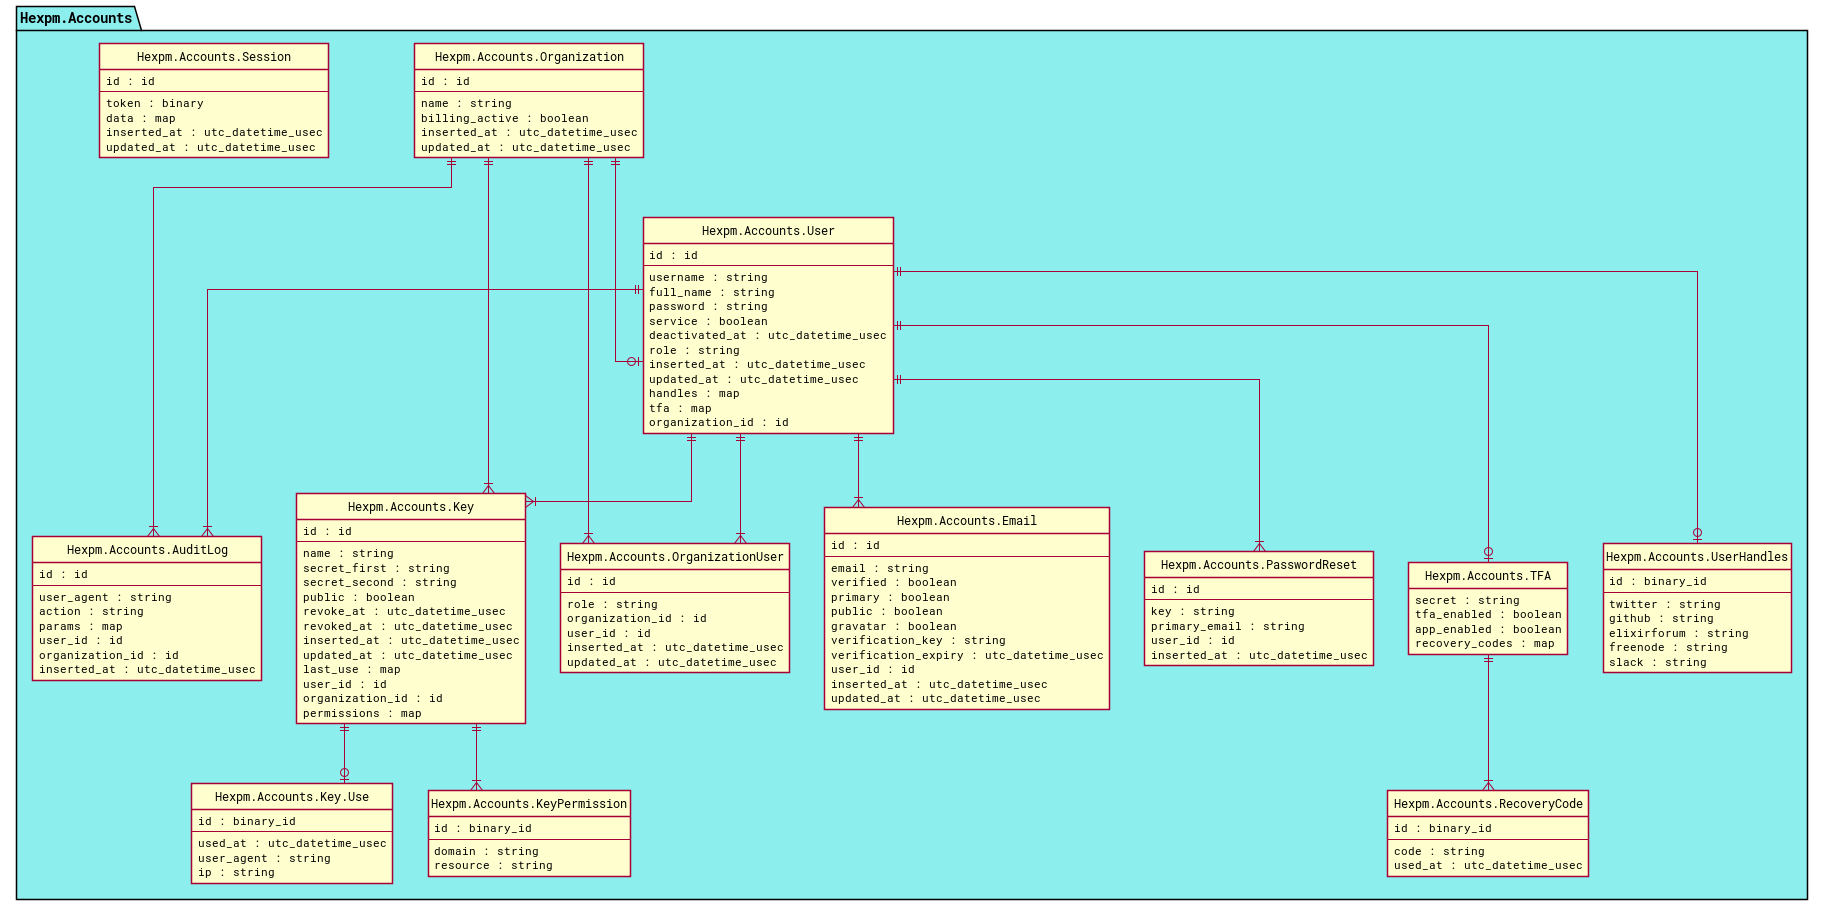 Hexpm.Accounts
Hexpm.Accounts.Session
id : id
token : binary
data : map
inserted_at : utc_datetime_usec
updated_at : utc_datetime_usec
Hexpm.Accounts.Organization
id : id
name : string
billing_active : boolean
inserted_at : utc_datetime_usec
updated_at : utc_datetime_usec
Hexpm.Accounts.User
id : id
username : string
full_name : string
password : string
service : boolean
deactivated_at : utc_datetime_usec
role : string
inserted_at : utc_datetime_usec
updated_at : utc_datetime_usec
handles : map
tfa : map
organization_id : id
Hexpm.Accounts.AuditLog
id : id
user_agent : string
action : string
params : map
user_id : id
organization_id : id
inserted_at : utc_datetime_usec
Hexpm.Accounts.Key
id : id
name : string
secret_first : string
secret_second : string
public : boolean
revoke_at : utc_datetime_usec
revoked_at : utc_datetime_usec
inserted_at : utc_datetime_usec
updated_at : utc_datetime_usec
last_use : map
user_id : id
organization_id : id
permissions : map
Hexpm.Accounts.OrganizationUser
id : id
role : string
organization_id : id
user_id : id
inserted_at : utc_datetime_usec
updated_at : utc_datetime_usec
Hexpm.Accounts.Email
id : id
email : string
verified : boolean
primary : boolean
public : boolean
gravatar : boolean
verification_key : string
verification_expiry : utc_datetime_usec
user_id : id
inserted_at : utc_datetime_usec
updated_at : utc_datetime_usec
Hexpm.Accounts.PasswordReset
id : id
key : string
primary_email : string
user_id : id
inserted_at : utc_datetime_usec
Hexpm.Accounts.TFA
secret : string
tfa_enabled : boolean
app_enabled : boolean
recovery_codes : map
Hexpm.Accounts.UserHandles
id : binary_id
twitter : string
github : string
elixirforum : string
freenode : string
slack : string
Hexpm.Accounts.Key.Use
id : binary_id
used_at : utc_datetime_usec
user_agent : string
ip : string
Hexpm.Accounts.KeyPermission
id : binary_id
domain : string
resource : string
Hexpm.Accounts.RecoveryCode
id : binary_id
code : string
used_at : utc_datetime_usec